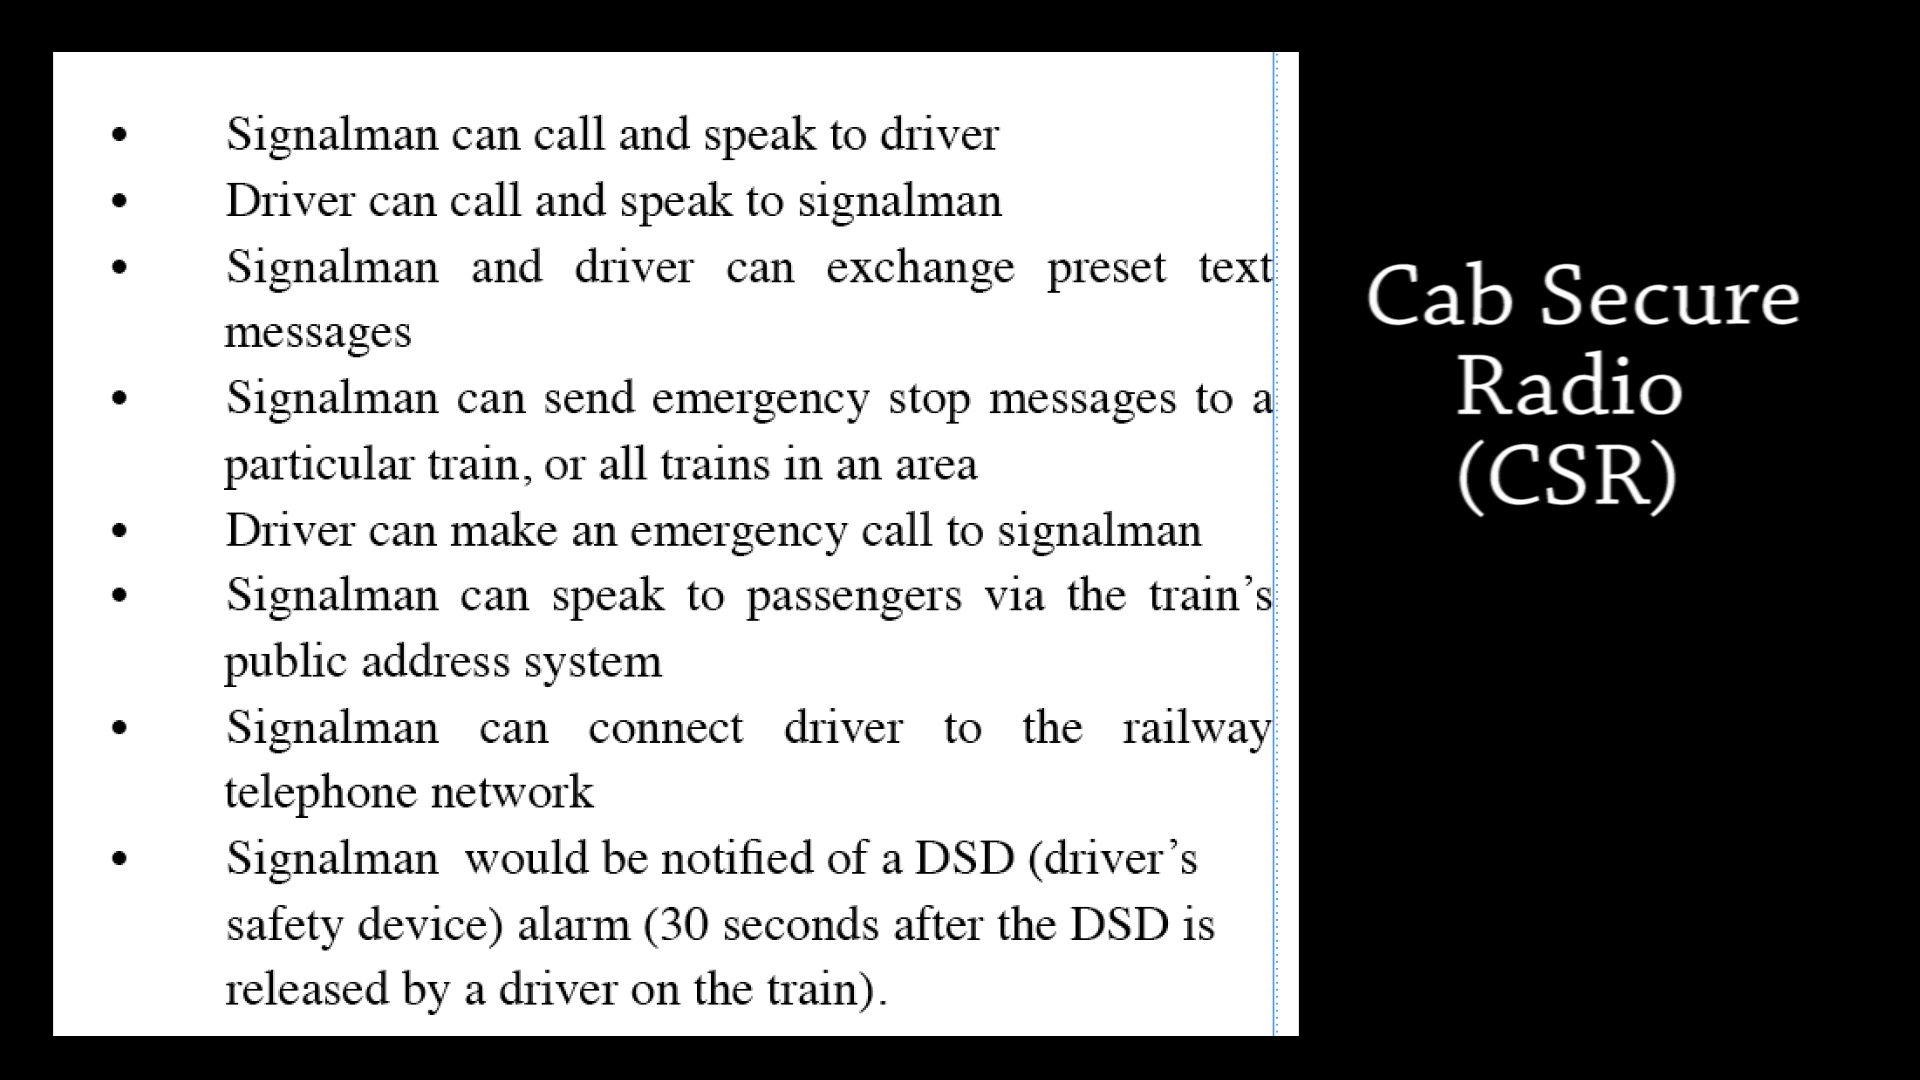 • Signalman can call and speak to driver
• Driver can call and speak to signalman
• Signalman and driver can exchange preset text
messages
• Signalman can send emergency stop messages to a
particular train, or all trains in an area
• Driver can make an emergency call to signalman
• Signalman can speak to passengers via the train’s
public address system
• Signalman can connect driver to the railway
telephone network
• Signalman would be notified of a DSD (driver’s
safety device) alarm (30 seconds after the DSD is
released by a driver on the train).
Cab Secure
Radio
(CSR)